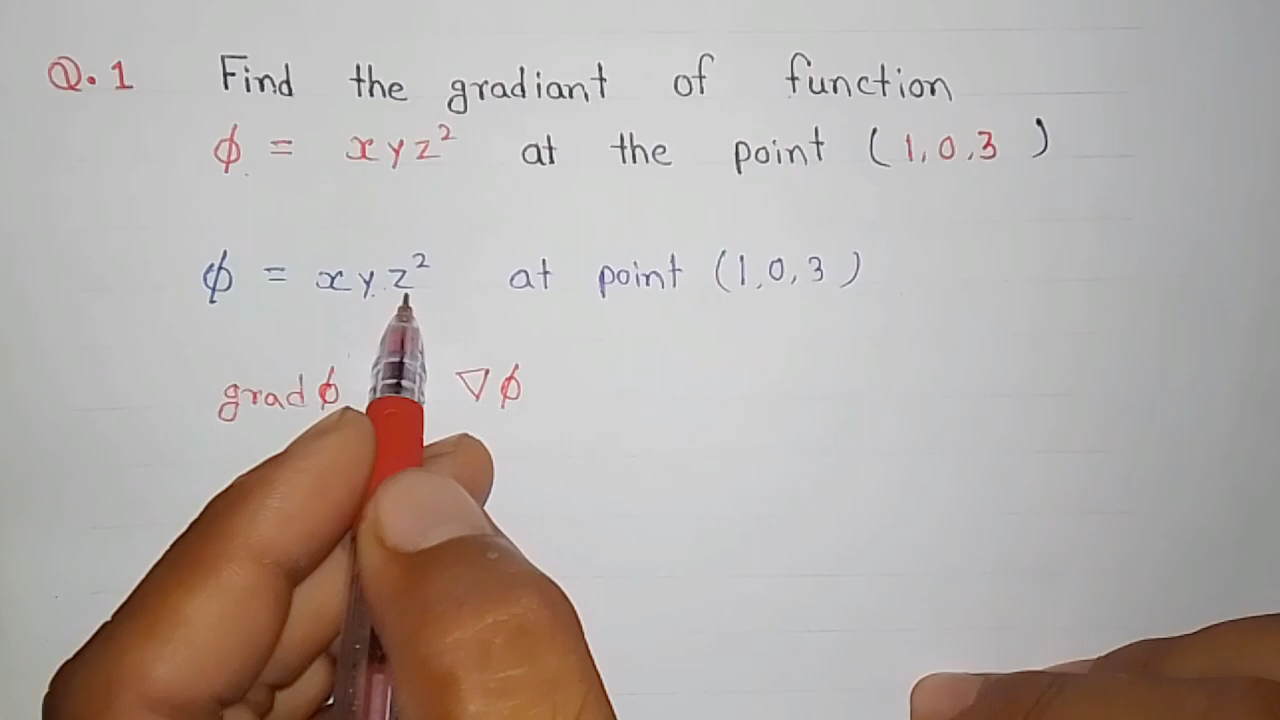 Q.1 Find the gradiant of function
φ = xyz² at the point (1,0,3)
φ = xyz² at point (1,0,3)
grad φ ∇φ